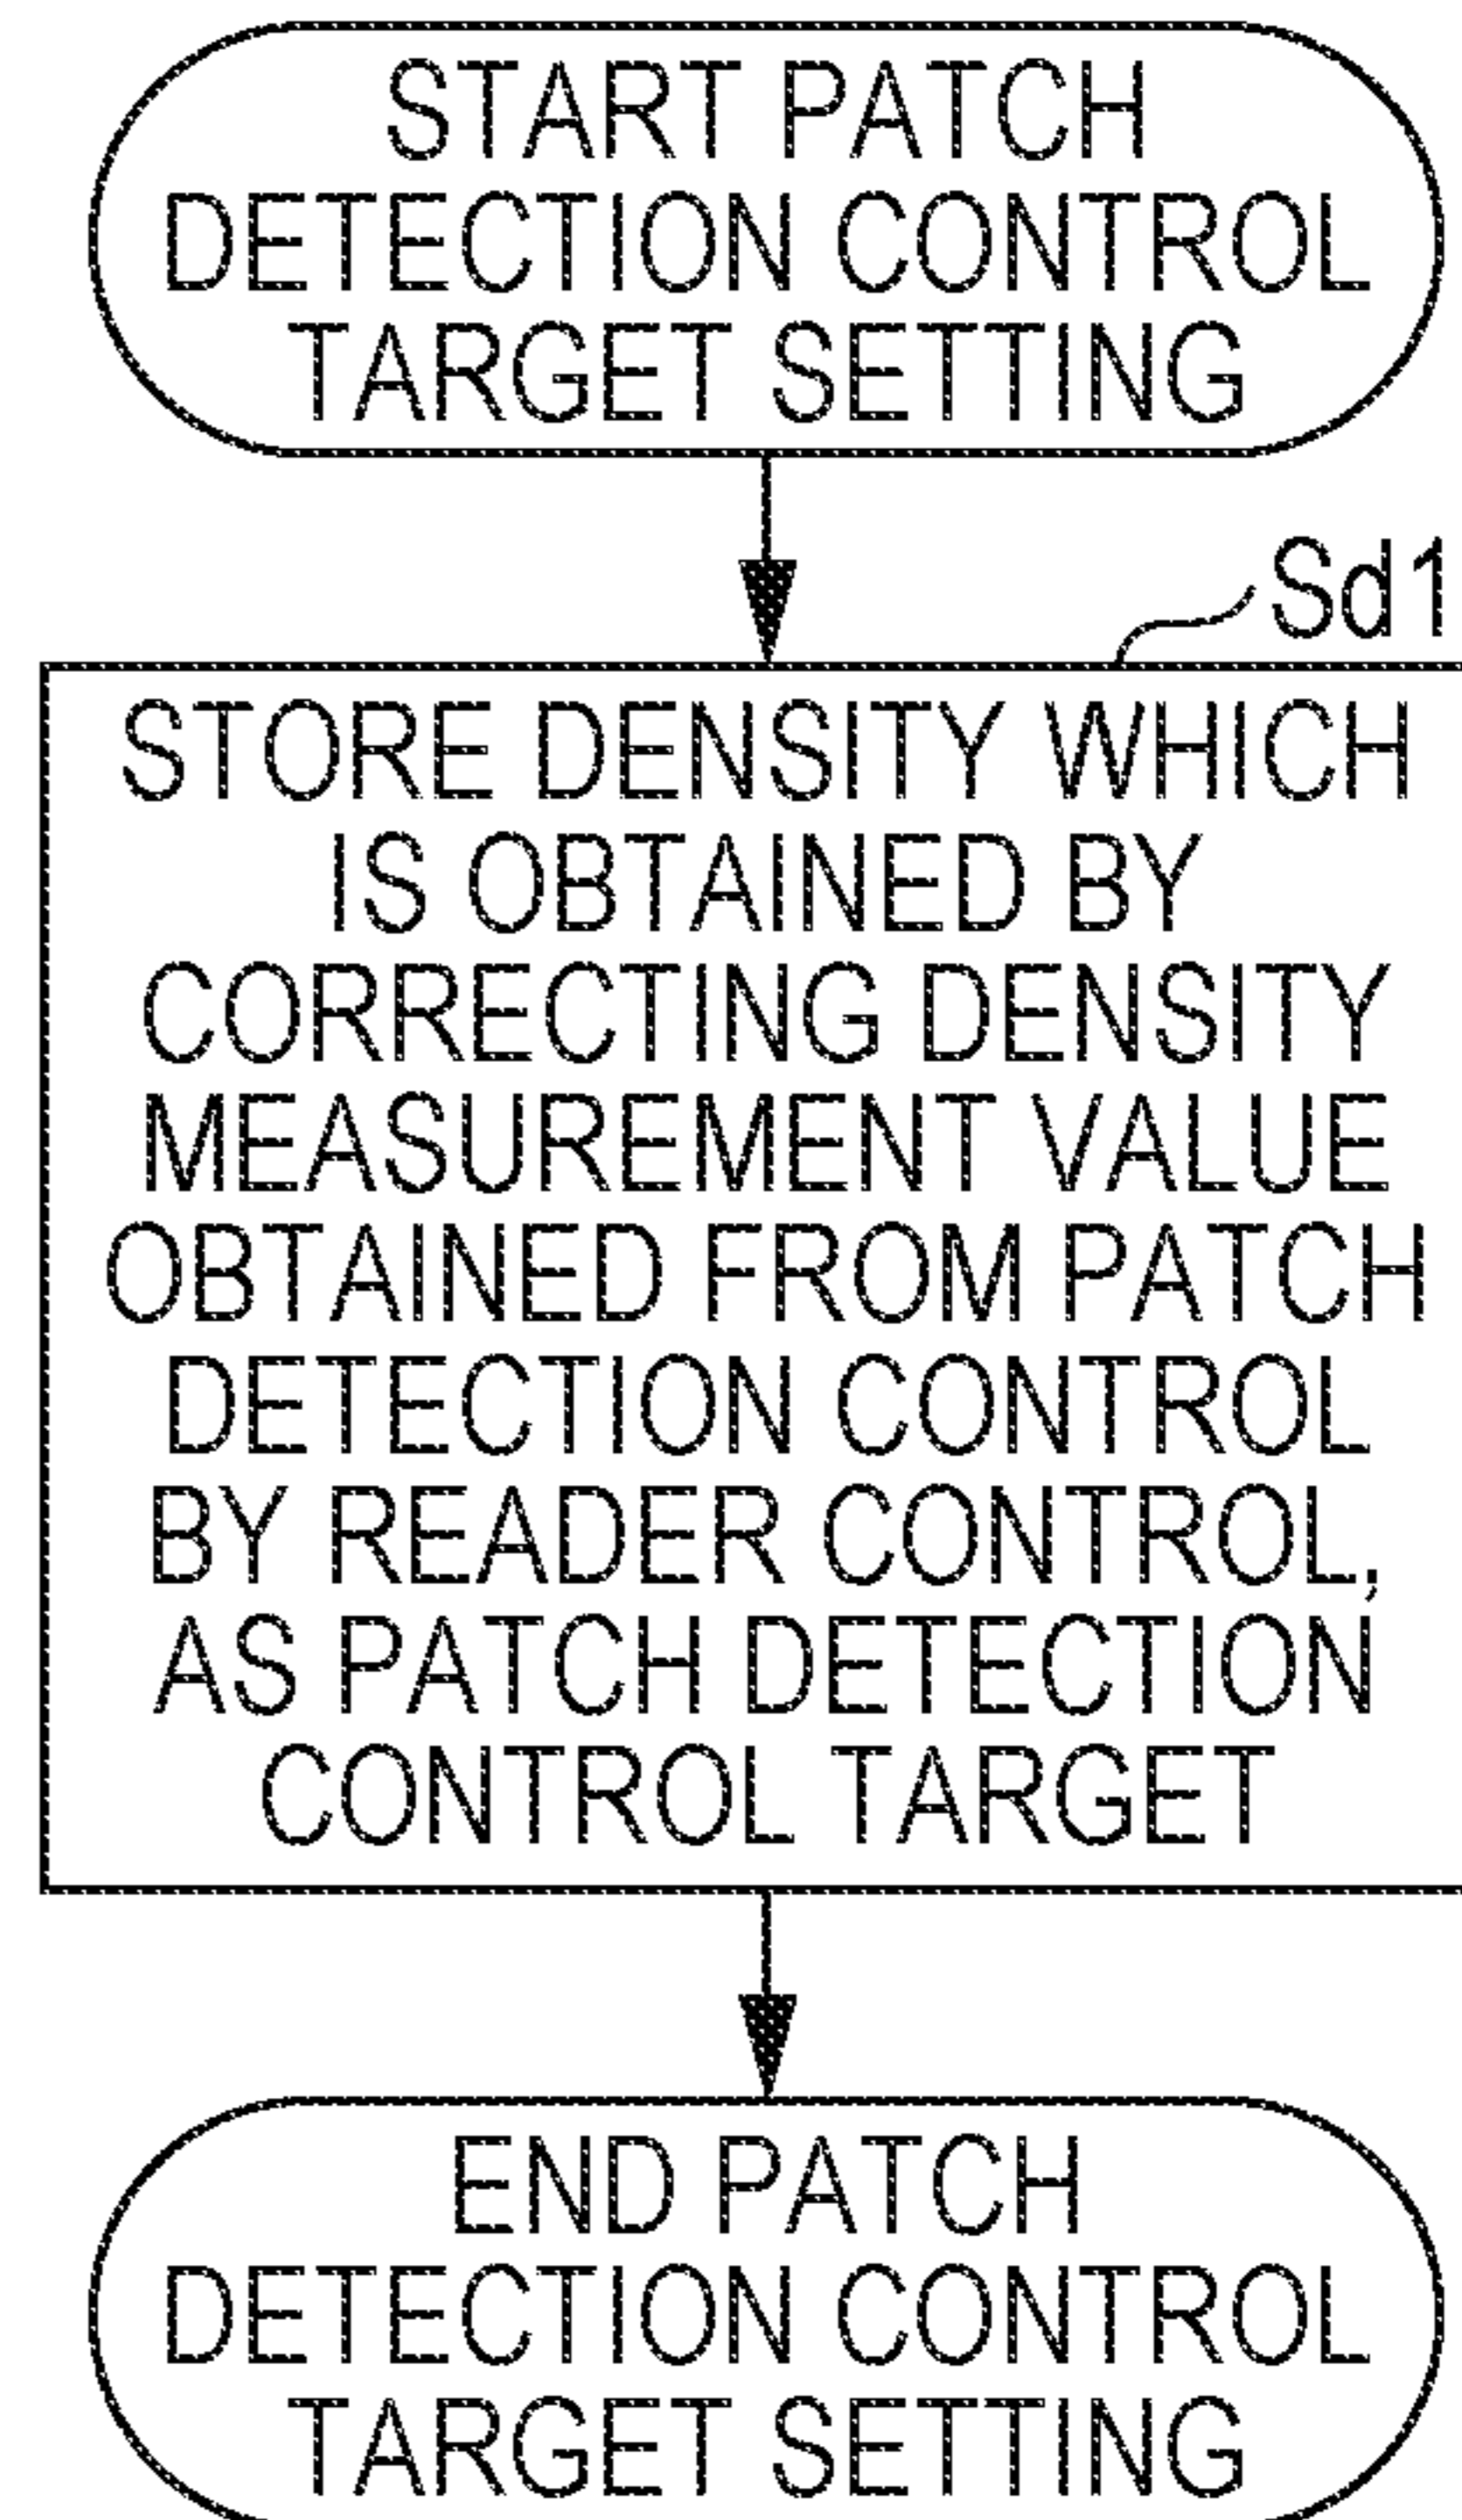 START PATCH
DETECTION CONTROL
TARGET SETTING
Sd1
STORE DENSITY WHICH
IS OBTAINED BY
CORRECTING DENSITY
MEASUREMENT VALUE
OBTAINED FROM PATCH
DETECTION CONTROL
BY READER CONTROL,
AS PATCH DETECTION
CONTROL TARGET
END PATCH
DETECTION CONTROL
TARGET SETTING